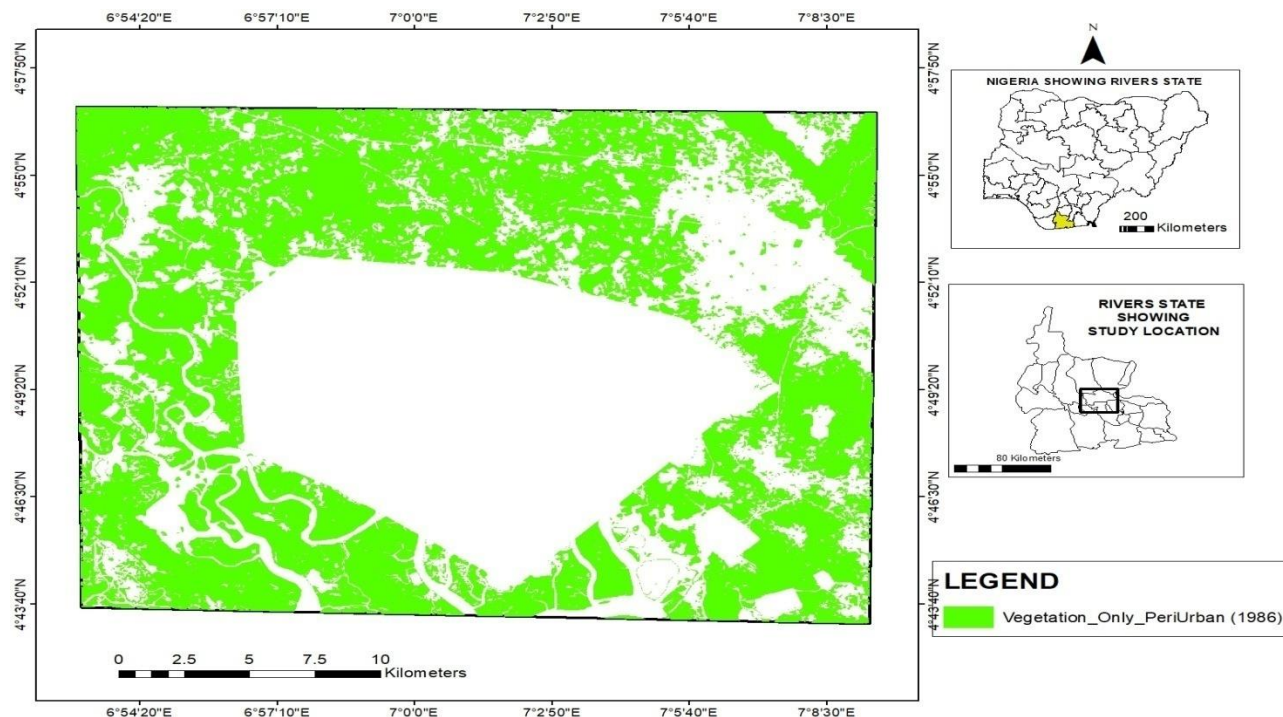 6°54'20"E 6°57'10"E 7°0'0"E 7°2'50"E 7°5'40"E 7°8'30"E
4°57'50"N
4°55'0"N
4°52'10"N
4°49'20"N
4°46'30"N
4°43'40"N
0 2.5 5 7.5 10
Kilometers
6°54'20"E 6°57'10"E 7°0'0"E 7°2'50"E 7°5'40"E 7°8'30"E
4°57'50"N
4°55'0"N
4°52'10"N
4°49'20"N
4°46'30"N
4°43'40"N
N
NIGERIA SHOWING RIVERS STATE
200
Kilometers
RIVERS STATE
SHOWING
STUDY LOCATION
80 Kilometers
LEGEND
Vegetation_Only_PeriUrban (1986)